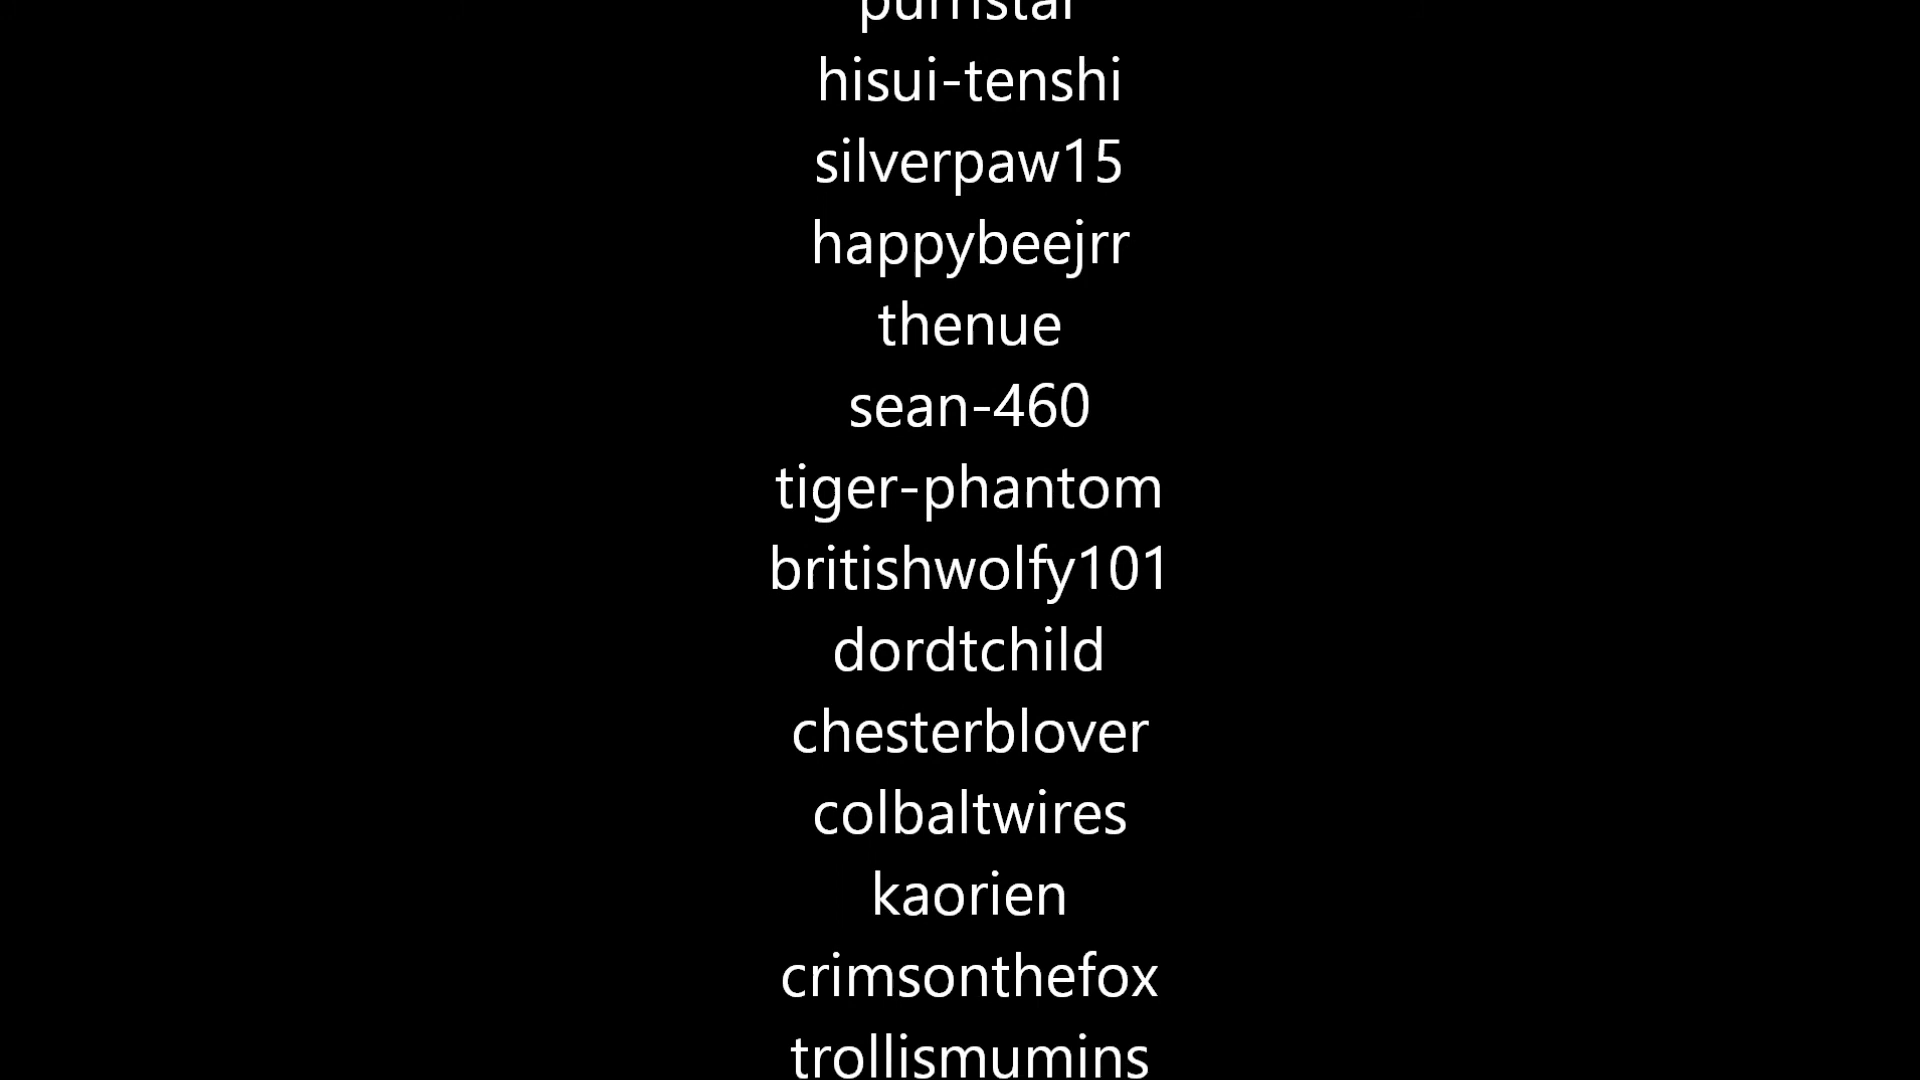 hisui-tenshi
silverpaw15
happybeejrr
thenue
sean-460
tiger-phantom
britishwolfy101
dordtchild
chesterblover
colbaltwires
kaorien
crimsonthefox
trollismumins